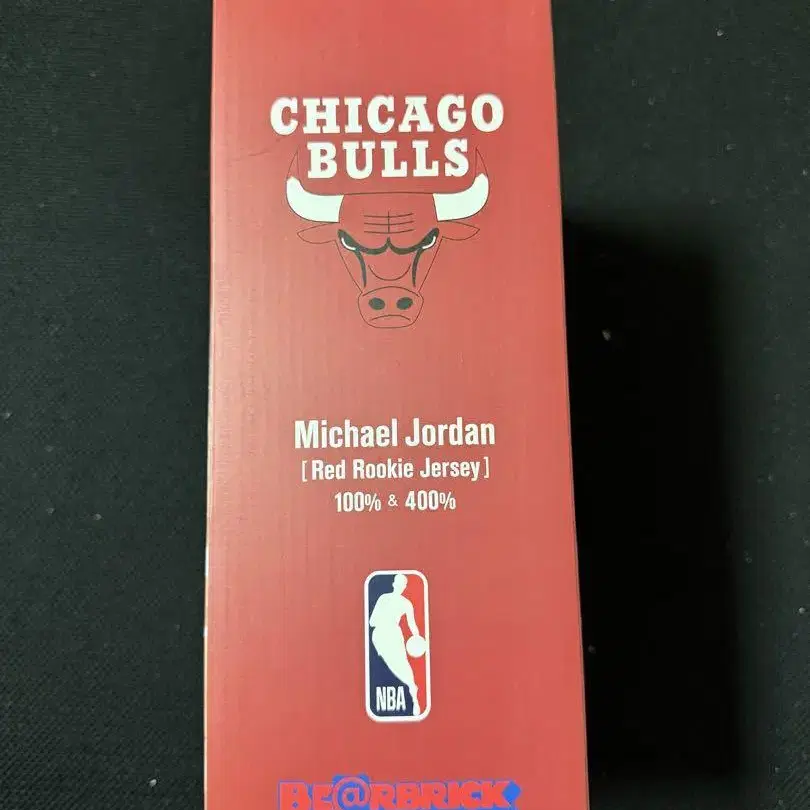 CHICAGO
BULLS
Michael Jordan
[Red Rookie Jersey]
100% & 400%
NBA
BE@RBRICK